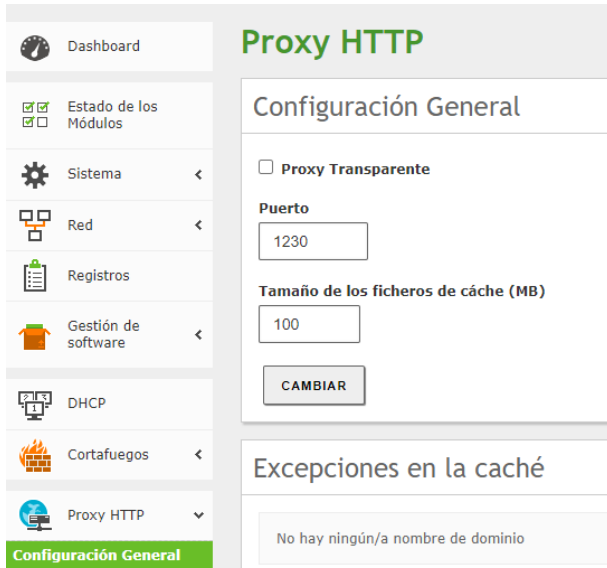 Dashboard
Estado de los
Módulos
Sistema
Red
Registros
Gestión de
software
DHCP
Cortafuegos
Proxy HTTP
Configuración General
Proxy HTTP
Configuración General
Proxy Transparente
Puerto
1230
Tamaño de los ficheros de cáche (MB)
100
CAMBIAR
Excepciones en la caché
No hay ningún/a nombre de dominio